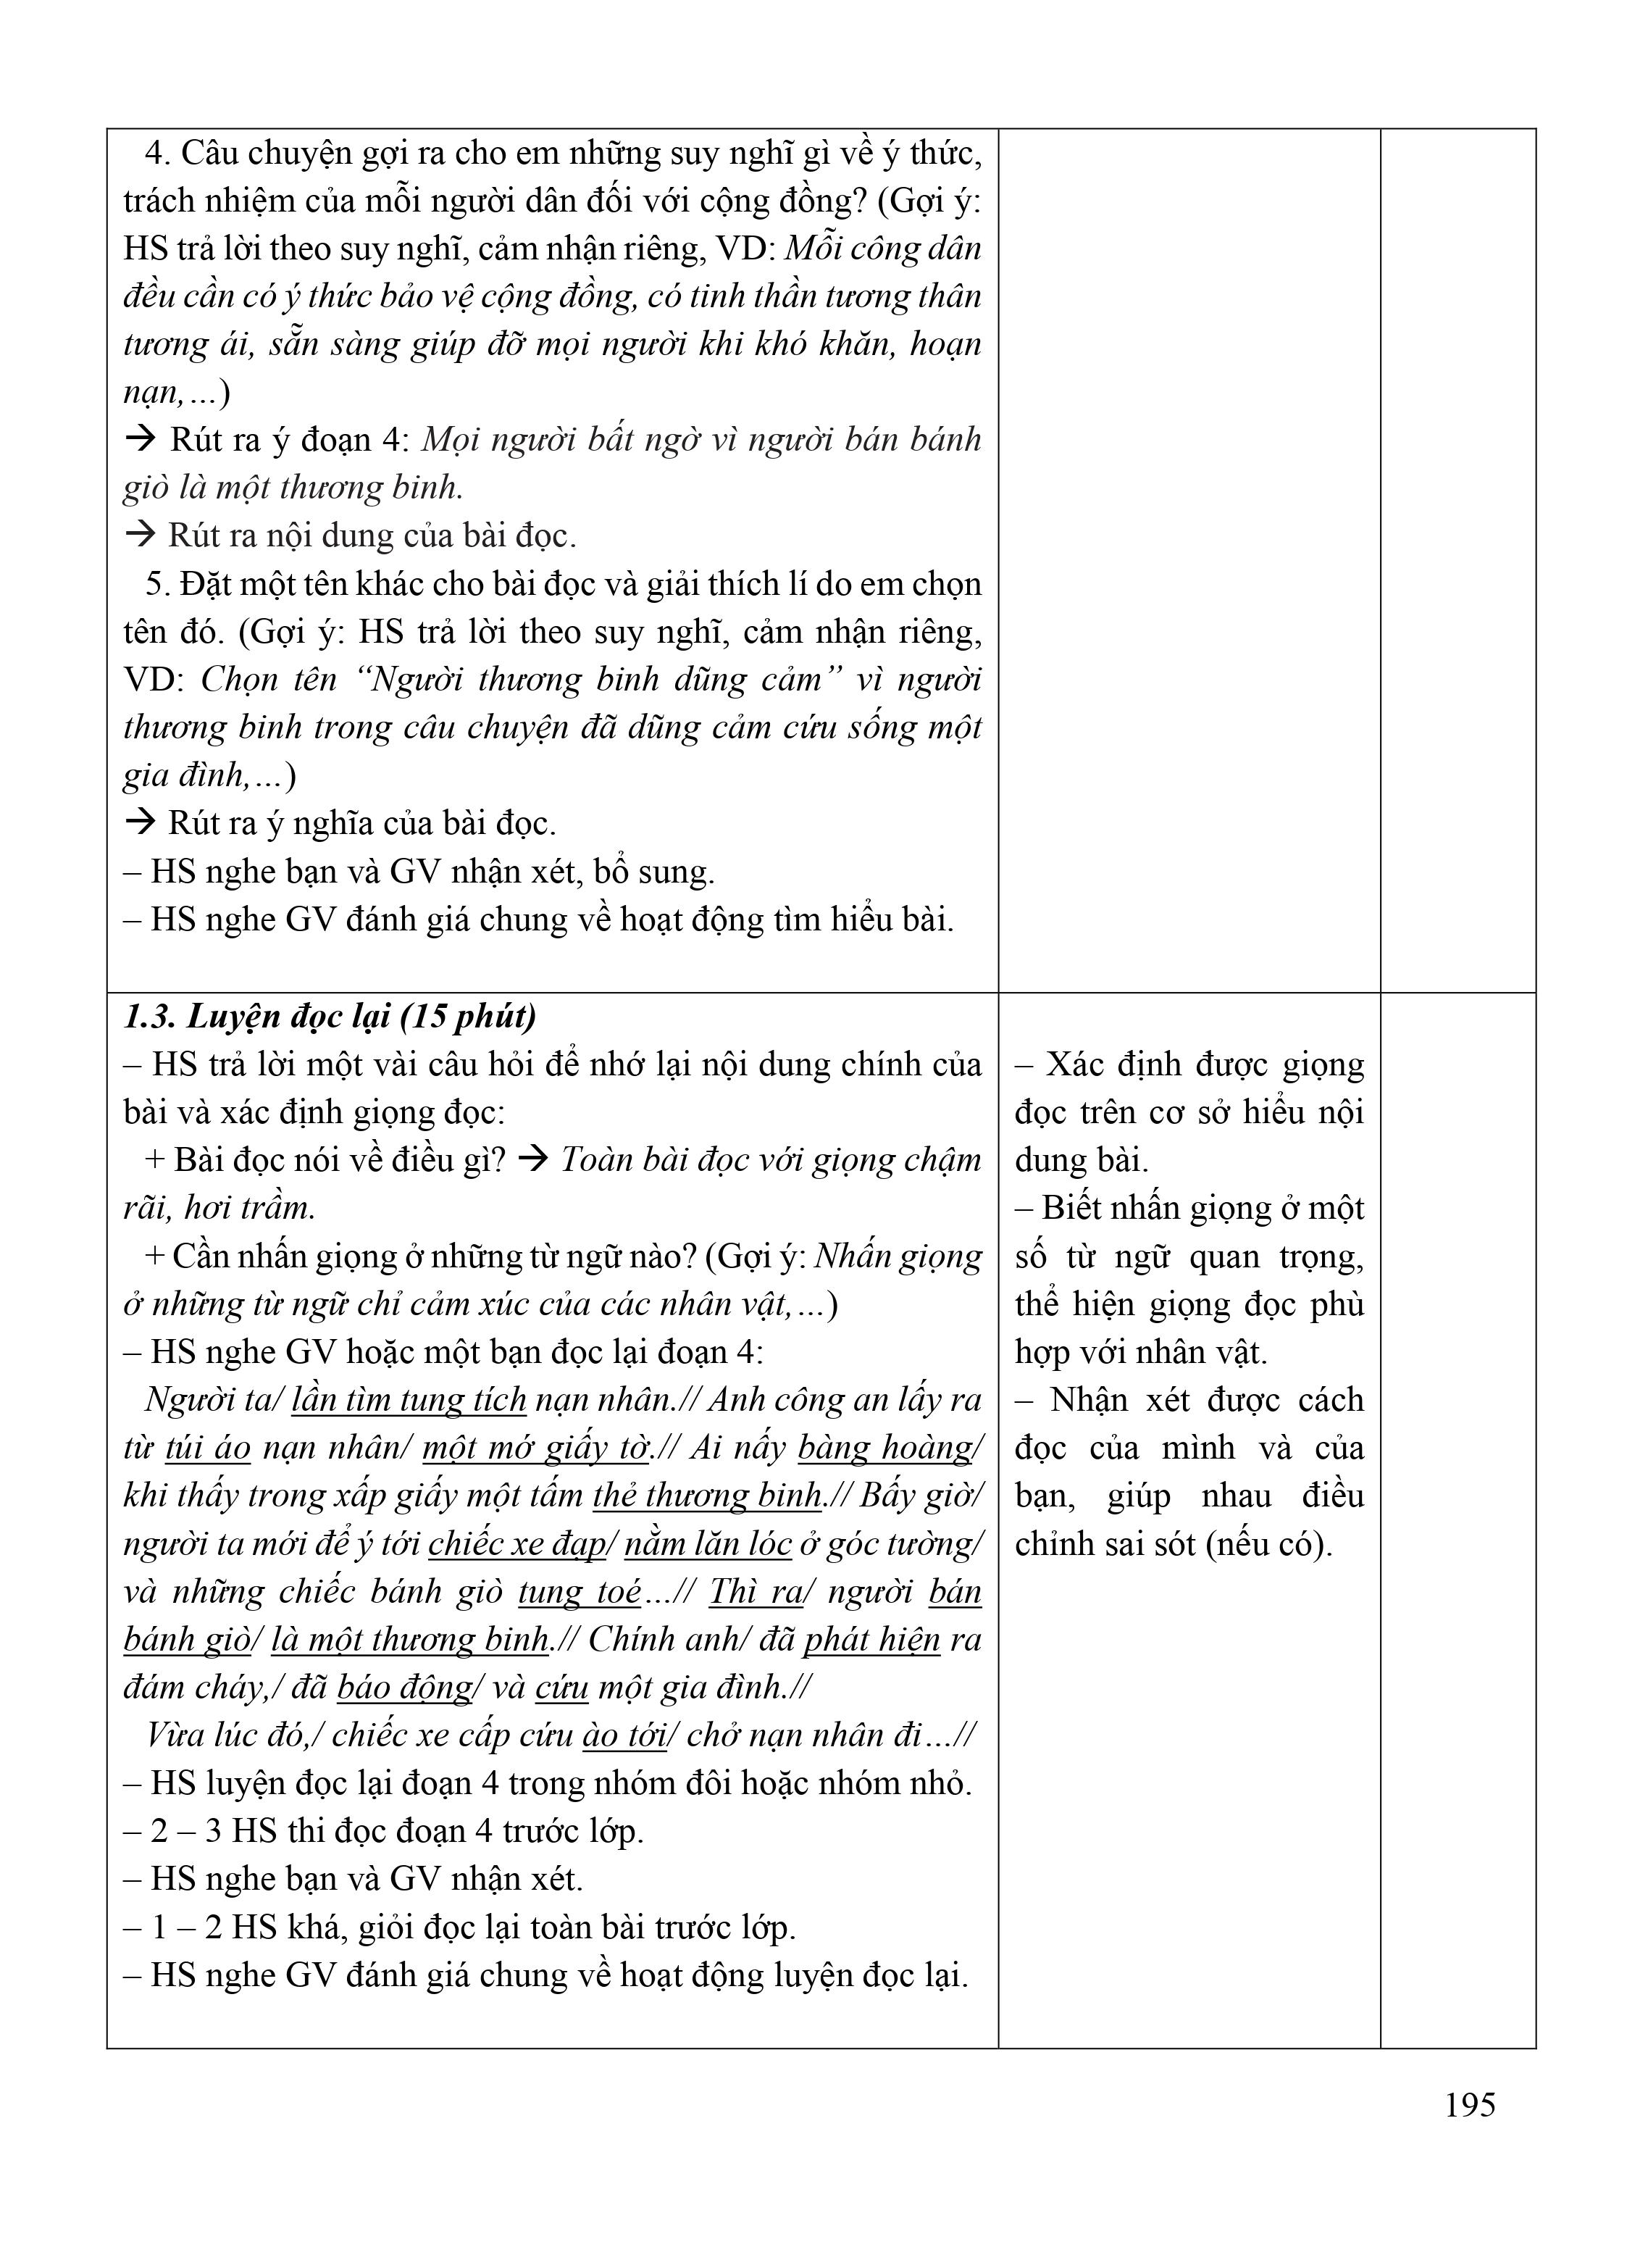 4. Câu chuyện gợi ra cho em những suy nghĩ gì về ý thức,
trách nhiệm của mỗi người dân đối với cộng đồng? (Gợi ý:
HS trả lời theo suy nghĩ, cảm nhận riêng, VD: Mỗi công dân
đều cần có ý thức bảo vệ cộng đồng, có tinh thần tương thân
tương ái, sẵn sàng giúp đỡ mọi người khi khó khăn, hoạn
nạn,…)
→ Rút ra ý đoạn 4: Mọi người bất ngờ vì người bán bánh
giò là một thương binh.
→ Rút ra nội dung của bài đọc.
5. Đặt một tên khác cho bài đọc và giải thích lí do em chọn
tên đó. (Gợi ý: HS trả lời theo suy nghĩ, cảm nhận riêng,
VD: Chọn tên “Người thương binh dũng cảm” vì người
thương binh trong câu chuyện đã dũng cảm cứu sống một
gia đình,…)
→ Rút ra ý nghĩa của bài đọc.
– HS nghe bạn và GV nhận xét, bổ sung.
– HS nghe GV đánh giá chung về hoạt động tìm hiểu bài.
1.3. Luyện đọc lại (15 phút)
– HS trả lời một vài câu hỏi để nhớ lại nội dung chính của
bài và xác định giọng đọc:
+ Bài đọc nói về điều gì? → Toàn bài đọc với giọng chậm
rãi, hơi trầm.
+ Cần nhấn giọng ở những từ ngữ nào? (Gợi ý: Nhấn giọng
ở những từ ngữ chỉ cảm xúc của các nhân vật,…)
– HS nghe GV hoặc một bạn đọc lại đoạn 4:
Người ta/ lần tìm tung tích nạn nhân.// Anh công an lấy ra
từ túi áo nạn nhân/ một mớ giấy tờ.// Ai nấy bàng hoàng/
khi thấy trong xấp giấy một tấm thẻ thương binh.// Bấy giờ/
người ta mới để ý tới chiếc xe đạp/ nằm lăn lóc ở góc tường/
và những chiếc bánh giò tung toé…// Thì ra/ người bán
bánh giò/ là một thương binh.// Chính anh/ đã phát hiện ra
đám cháy,/ đã báo động/ và cứu một gia đình.//
Vừa lúc đó,/ chiếc xe cấp cứu ào tới/ chở nạn nhân đi…//
– HS luyện đọc lại đoạn 4 trong nhóm đôi hoặc nhóm nhỏ.
– 2 – 3 HS thi đọc đoạn 4 trước lớp.
– HS nghe bạn và GV nhận xét.
– 1 – 2 HS khá, giỏi đọc lại toàn bài trước lớp.
– HS nghe GV đánh giá chung về hoạt động luyện đọc lại.
– Xác định được giọng
đọc trên cơ sở hiểu nội
dung bài.
– Biết nhấn giọng ở một
số từ ngữ quan trọng,
thể hiện giọng đọc phù
hợp với nhân vật.
– Nhận xét được cách
đọc của mình và của
bạn, giúp nhau điều
chỉnh sai sót (nếu có).
195